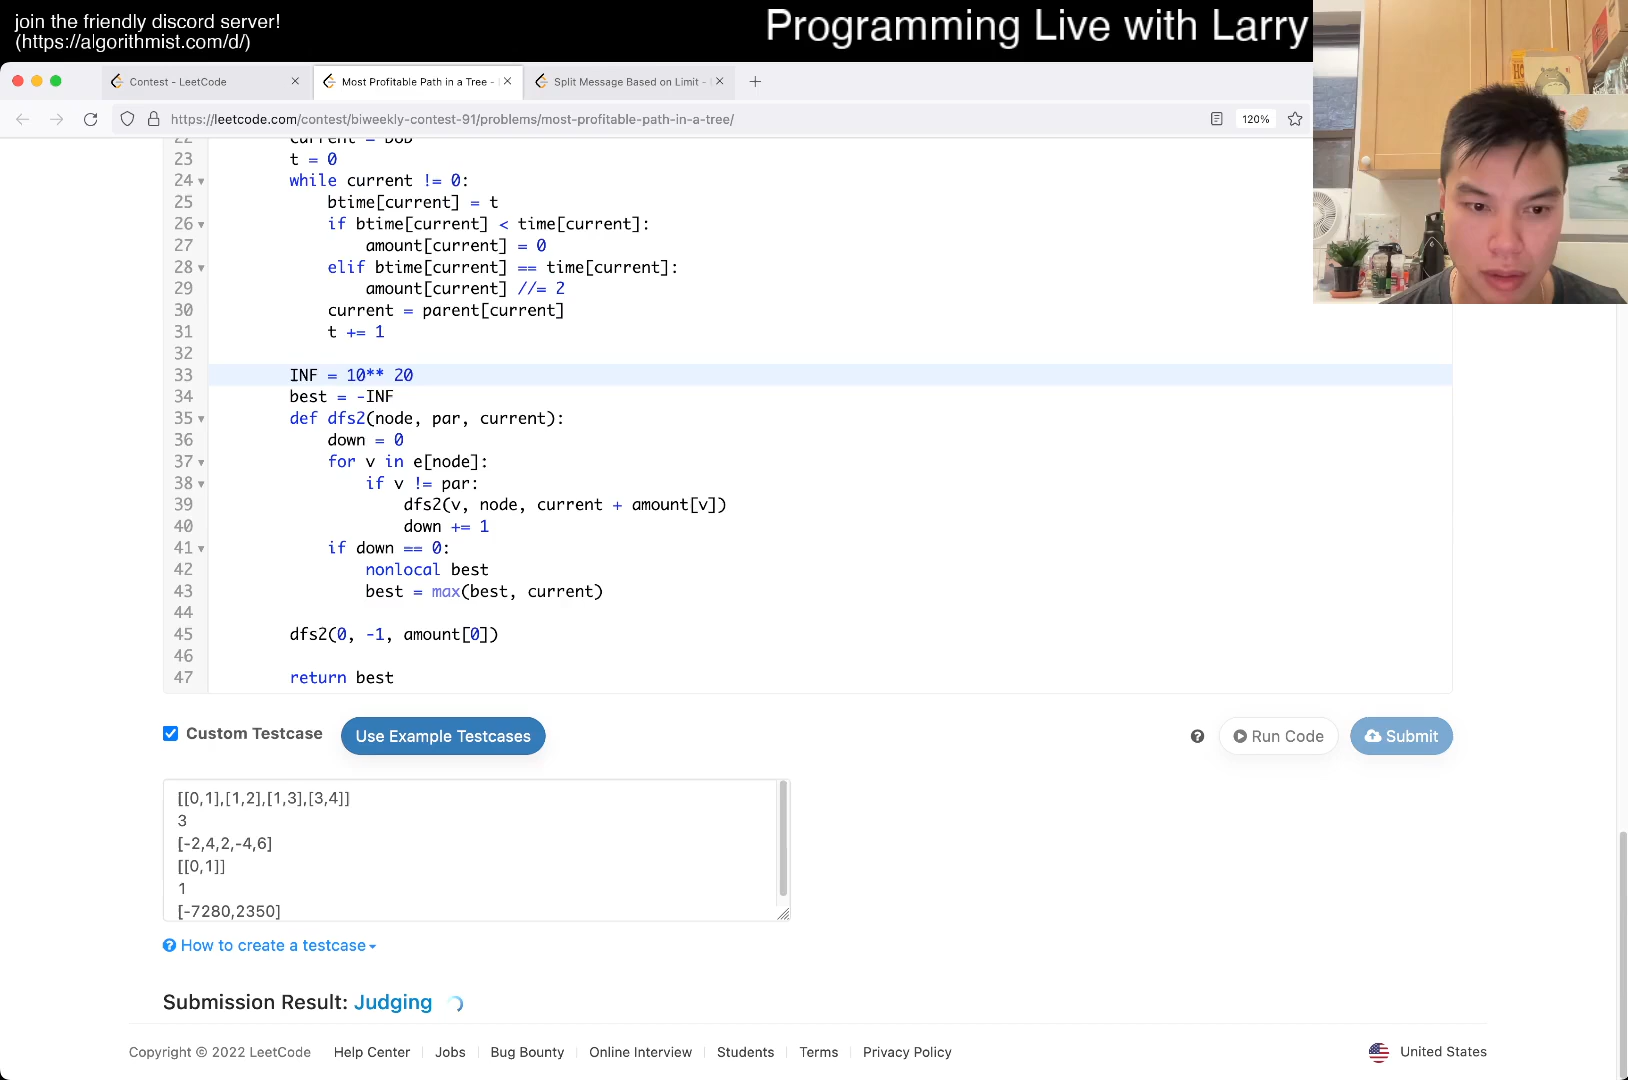 join the friendly discord server!
(https://algorithmist.com/d/)
Programming Live with Larry
Contest - LeetCode
Most Profitable Path in a Tree -
Split Message Based on Limit -
https://leetcode.com/contest/biweekly-contest-91/problems/most-profitable-path-in-a-tree/
120%
22 current = bob
23 t = 0
24 while current != 0:
25 btime[current] = t
26 if btime[current] < time[current]:
27 amount[current] = 0
28 elif btime[current] == time[current]:
29 amount[current] //= 2
30 current = parent[current]
31 t += 1
32
33 INF = 10** 20
34 best = -INF
35 def dfs2(node, par, current):
36 down = 0
37 for v in e[node]:
38 if v != par:
39 dfs2(v, node, current + amount[v])
40 down += 1
41 if down == 0:
42 nonlocal best
43 best = max(best, current)
44
45 dfs2(0, -1, amount[0])
46
47 return best
Custom Testcase
Use Example Testcases
Run Code
Submit
[[0,1],[1,2],[1,3],[3,4]]
3
[-2,4,2,-4,6]
[[0,1]]
1
[-7280,2350]
How to create a testcase
Submission Result: Judging
Copyright © 2022 LeetCode
Help Center
Jobs
Bug Bounty
Online Interview
Students
Terms
Privacy Policy
United States